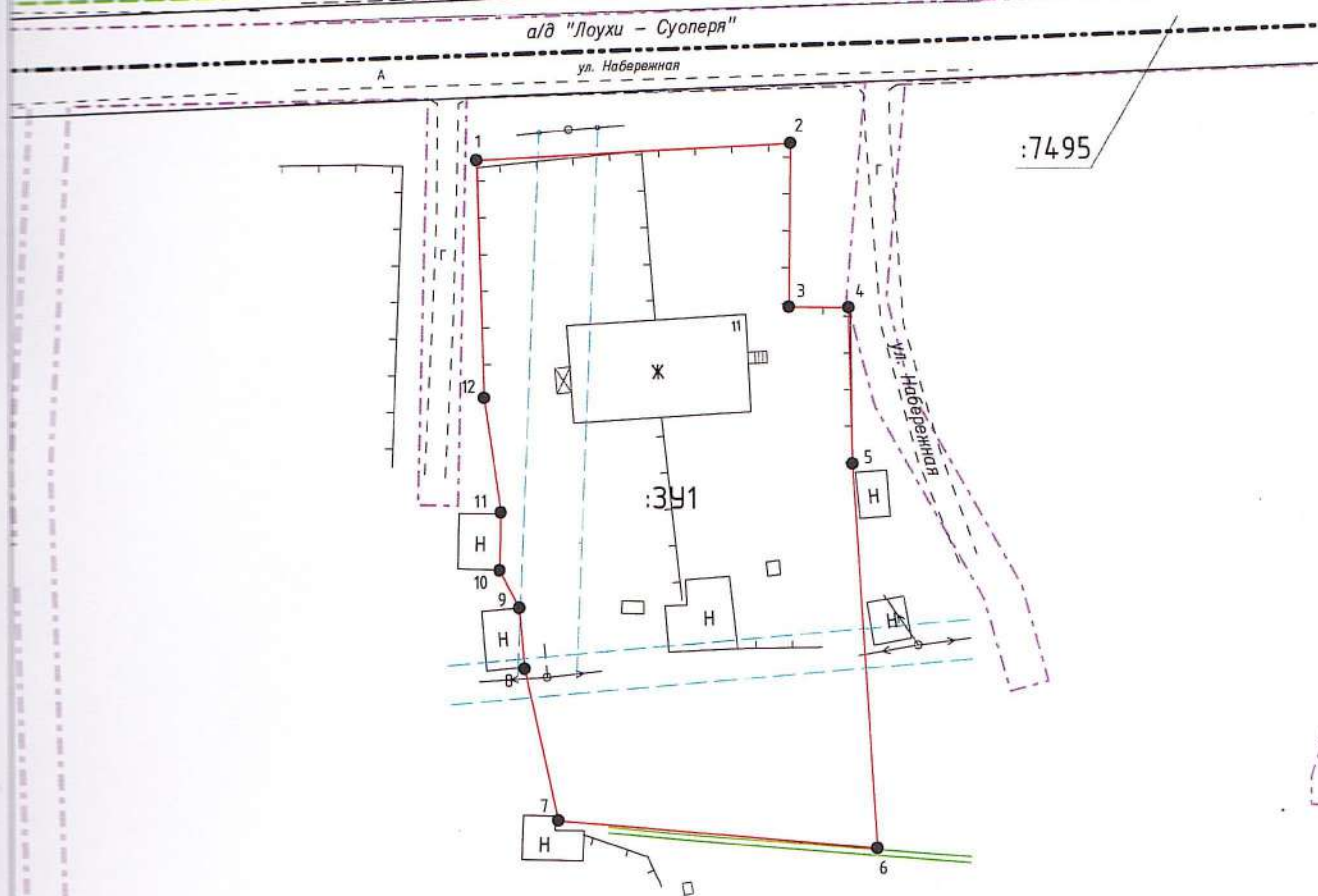 а/д "Лоухи – Суоперя"
ул. Набережная
А
:7495
1
2
Г
Г
3
4
11
Ж
ул. Набережная
12
5
:ЗУ1
Н
11
Н
10
9
Н
Н
Н
8
7
Н
6